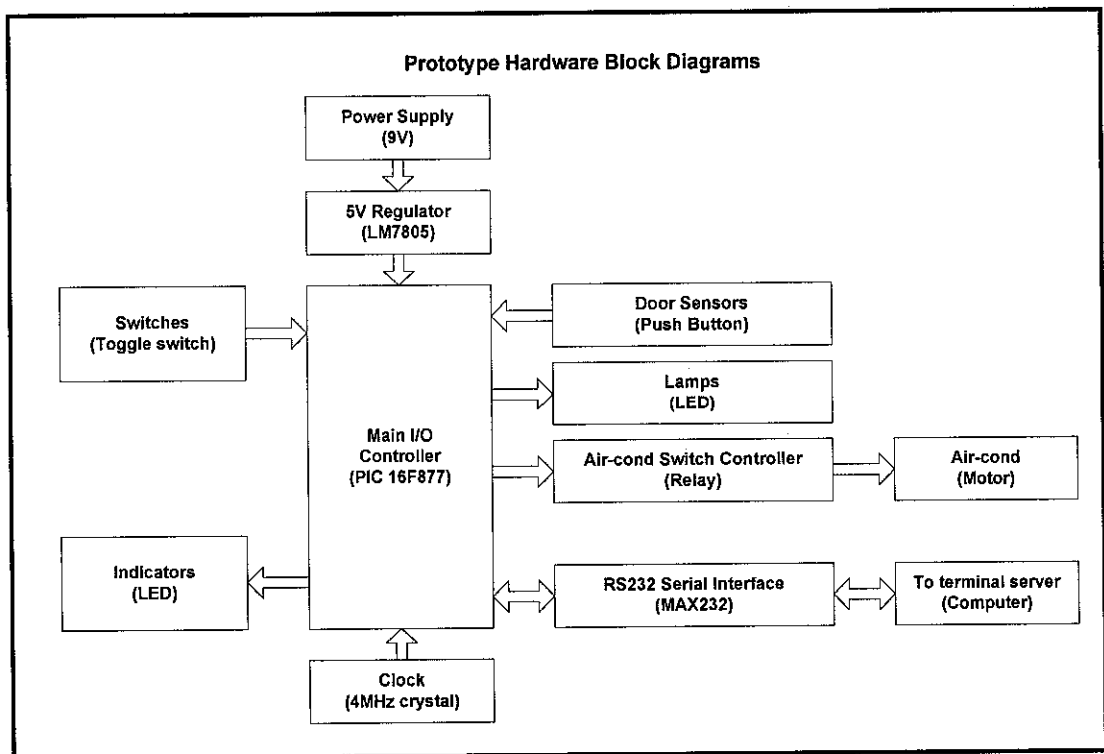 Prototype Hardware Block Diagrams
Power Supply
(9V)
5V Regulator
(LM7805)
Switches
(Toggle switch)
Door Sensors
(Push Button)
Lamps
(LED)
Main I/O
Controller
(PIC 16F877)
Air-cond Switch Controller
(Relay)
Air-cond
(Motor)
Indicators
(LED)
RS232 Serial Interface
(MAX232)
To terminal server
(Computer)
Clock
(4MHz crystal)